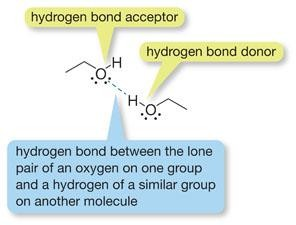 hydrogen bond acceptor
hydrogen bond donor
H
O
H
O
hydrogen bond between the lone
pair of an oxygen on one group
and a hydrogen of a similar group
on another molecule